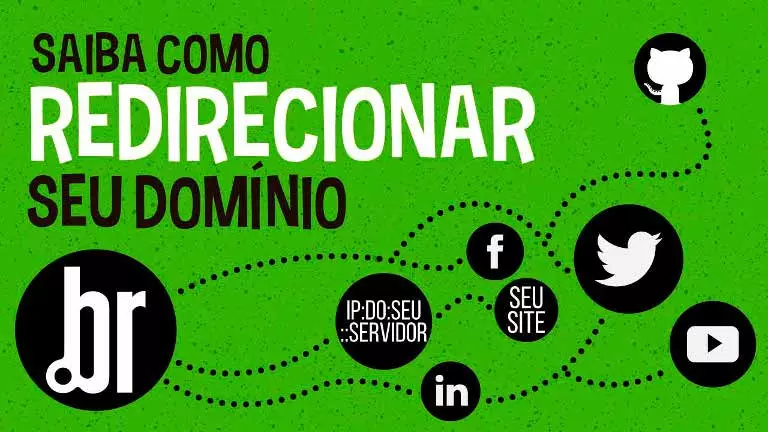 SAIBA COMO
REDIRECIONAR
SEU DOMÍNIO
.br
f
IP:DO:SEU
::SERVIDOR
SEU
SITE
in